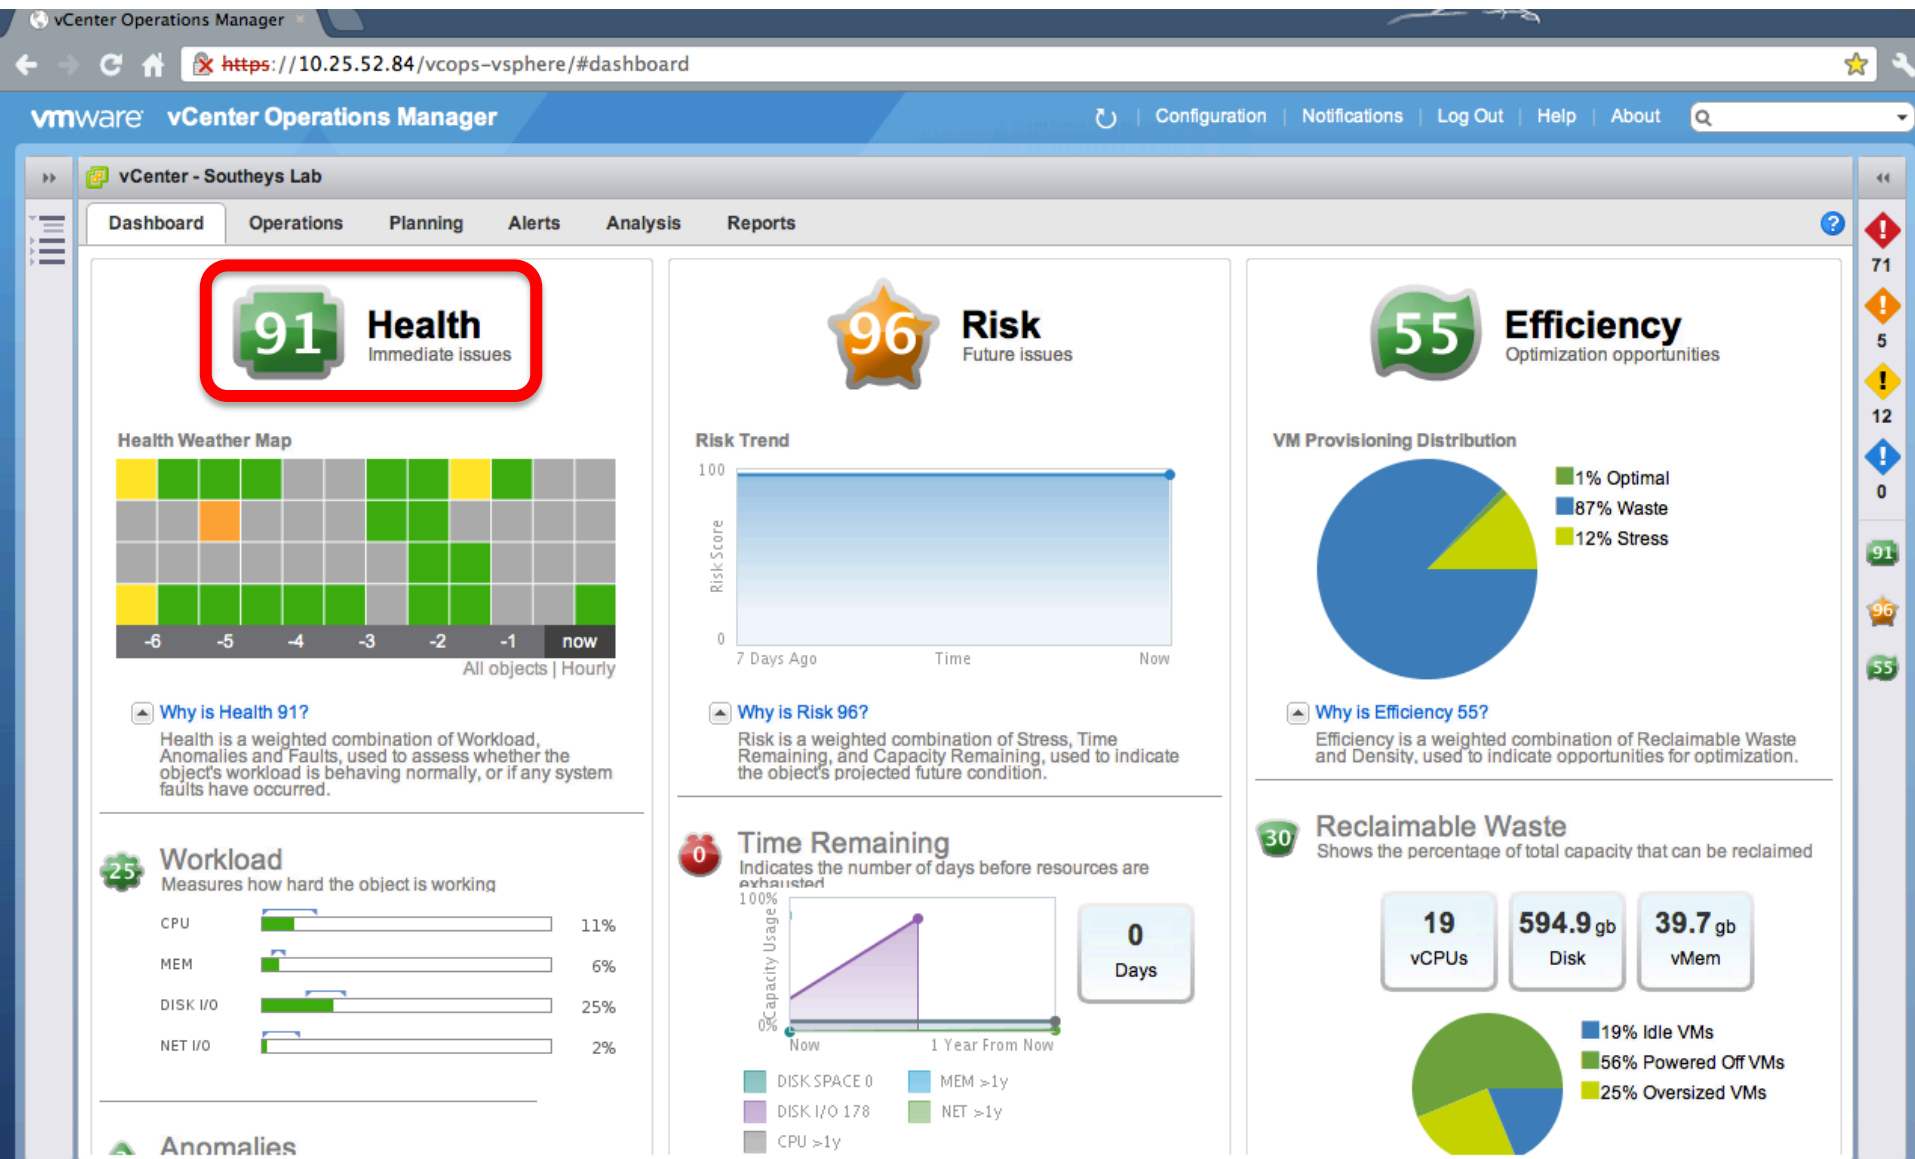 vCenter Operations Manager
https://10.25.52.84/vcops-vsphere/#dashboard
vmware vCenter Operations Manager
Configuration | Notifications | Log Out | Help | About
vCenter - Southeys Lab
Dashboard Operations Planning Alerts Analysis Reports
91 Health
Immediate issues
Health Weather Map
-6 -5 -4 -3 -2 -1 now
All objects | Hourly
Why is Health 91?
Health is a weighted combination of Workload,
Anomalies and Faults, used to assess whether the
object's workload is behaving normally, or if any system
faults have occurred.
25 Workload
Measures how hard the object is working
CPU 11%
MEM 6%
DISK I/O 25%
NET I/O 2%
Anomalies
96 Risk
Future issues
Risk Trend
100
Risk Score
0
7 Days Ago Time Now
Why is Risk 96?
Risk is a weighted combination of Stress, Time
Remaining, and Capacity Remaining, used to indicate
the object's projected future condition.
0 Time Remaining
Indicates the number of days before resources are
exhausted
100%
Capacity Usage
0%
Now 1 Year From Now
0
Days
DISK SPACE 0 MEM >1y
DISK I/O 178 NET >1y
CPU >1y
55 Efficiency
Optimization opportunities
VM Provisioning Distribution
1% Optimal
87% Waste
12% Stress
Why is Efficiency 55?
Efficiency is a weighted combination of Reclaimable Waste
and Density, used to indicate opportunities for optimization.
30 Reclaimable Waste
Shows the percentage of total capacity that can be reclaimed
19 vCPUs
594.9 gb Disk
39.7 gb vMem
19% Idle VMs
56% Powered Off VMs
25% Oversized VMs
71
5
12
0
91
96
55